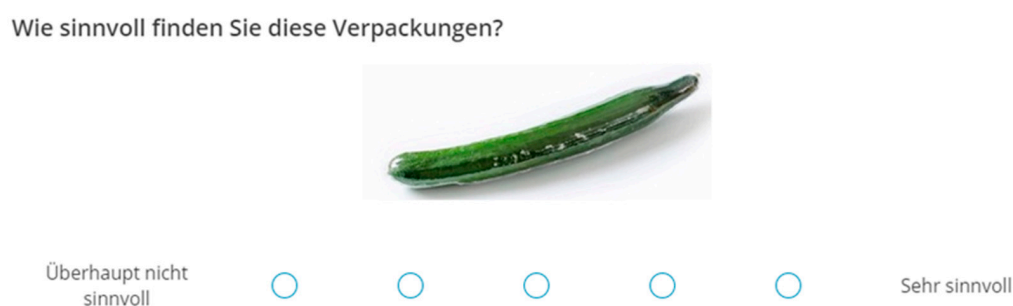 Wie sinnvoll finden Sie diese Verpackungen?
Überhaupt nicht
sinnvoll
Sehr sinnvoll